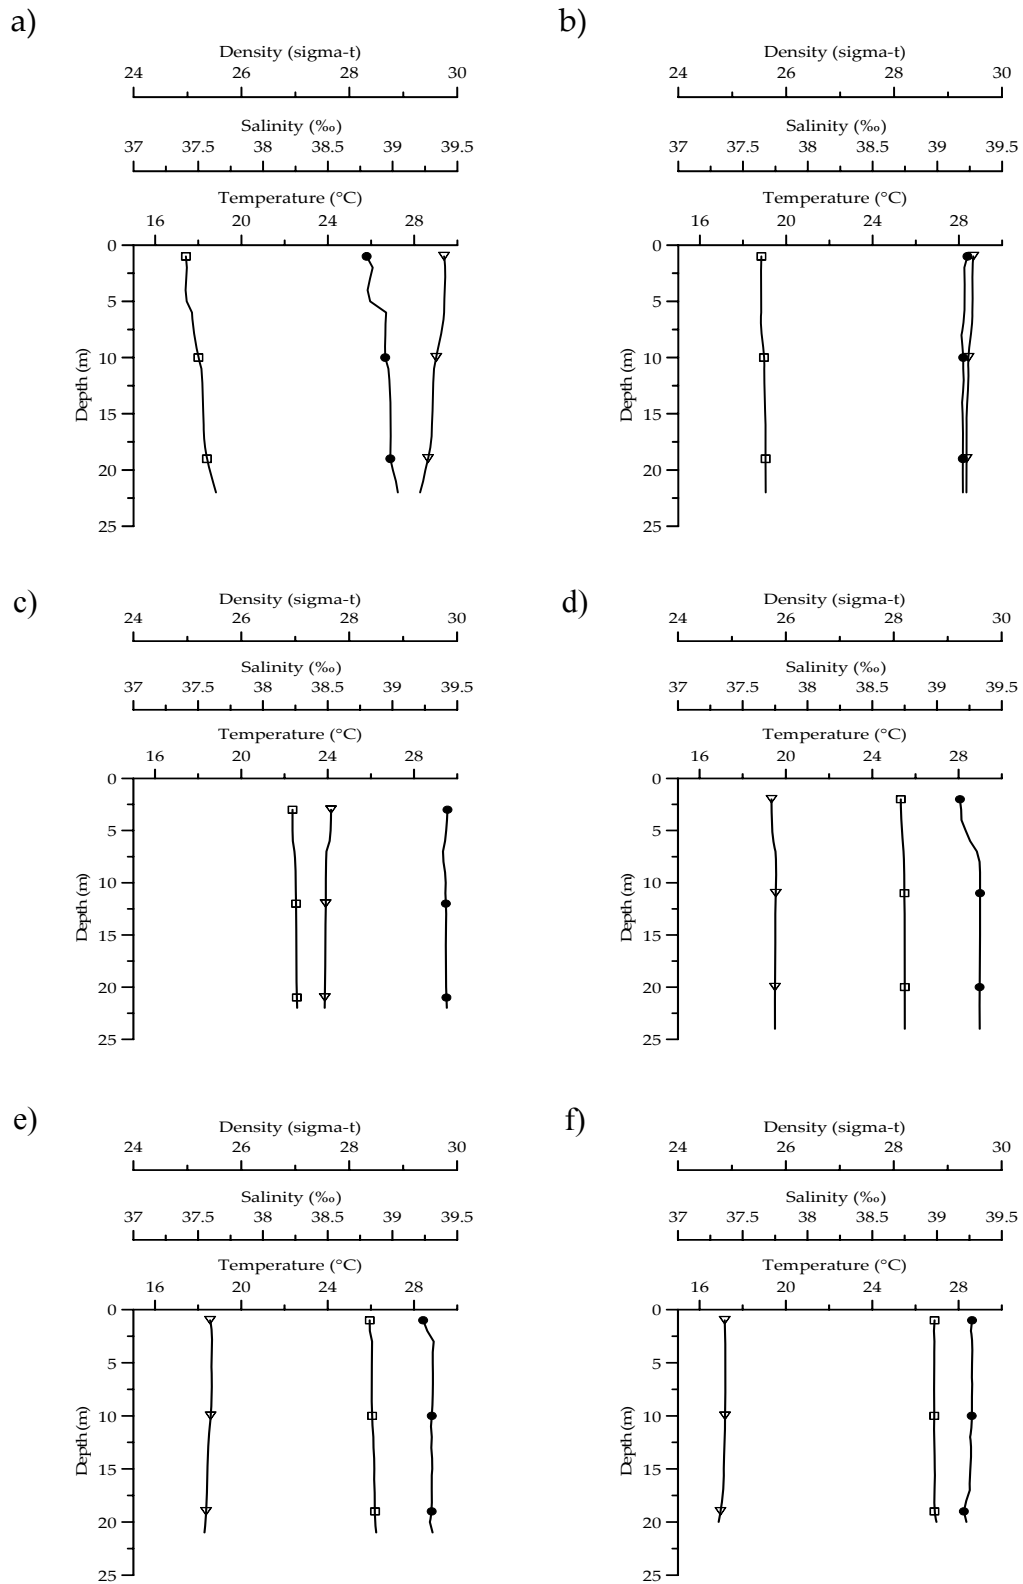 a)
Density (sigma-t)
24 26 28 30
Salinity (‰)
37 37.5 38 38.5 39 39.5
Temperature (°C)
16 20 24 28
0
5
10
15
20
25
Depth (m)
b)
Density (sigma-t)
24 26 28 30
Salinity (‰)
37 37.5 38 38.5 39 39.5
Temperature (°C)
16 20 24 28
0
5
10
15
20
25
Depth (m)
c)
Density (sigma-t)
24 26 28 30
Salinity (‰)
37 37.5 38 38.5 39 39.5
Temperature (°C)
16 20 24 28
0
5
10
15
20
25
Depth (m)
d)
Density (sigma-t)
24 26 28 30
Salinity (‰)
37 37.5 38 38.5 39 39.5
Temperature (°C)
16 20 24 28
0
5
10
15
20
25
Depth (m)
e)
Density (sigma-t)
24 26 28 30
Salinity (‰)
37 37.5 38 38.5 39 39.5
Temperature (°C)
16 20 24 28
0
5
10
15
20
25
Depth (m)
f)
Density (sigma-t)
24 26 28 30
Salinity (‰)
37 37.5 38 38.5 39 39.5
Temperature (°C)
16 20 24 28
0
5
10
15
20
25
Depth (m)